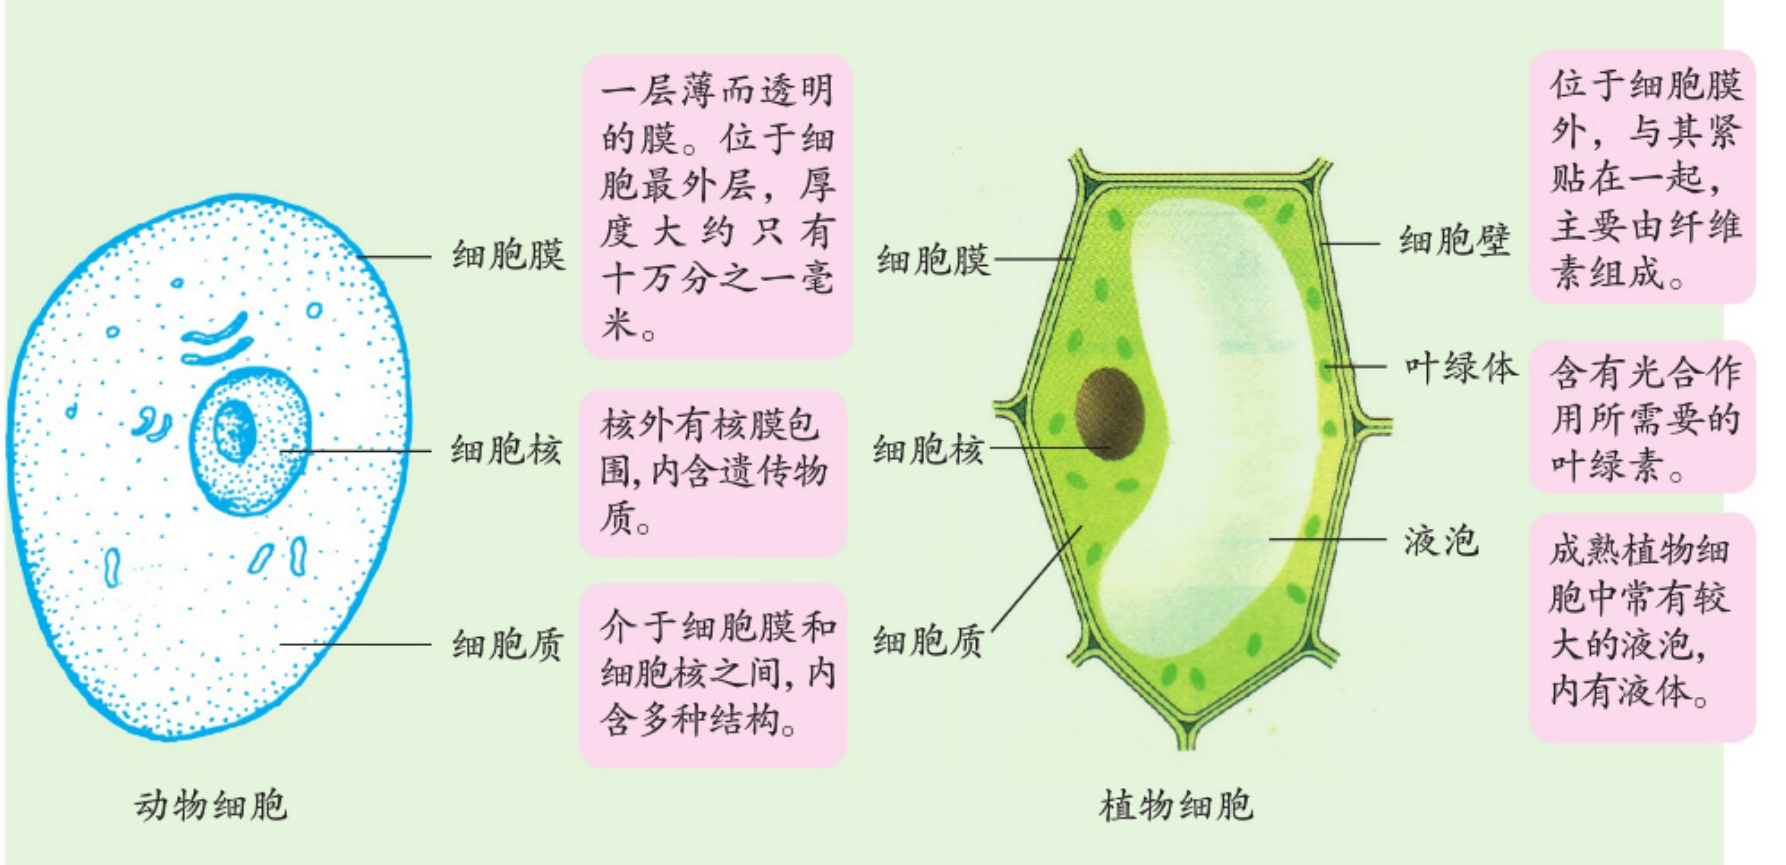 一层薄而透明
的膜。位于细
胞最外层，厚
度大约只有
十万分之一毫
米。
细胞膜
核外有核膜包
围，内含遗传物
质。
细胞核
介于细胞膜和
细胞核之间，内
含多种结构。
细胞质
动物细胞
细胞膜
细胞核
细胞质
位于细胞膜
外，与其紧
贴在一起，
主要由纤维
素组成。
细胞壁
含有光合作
用所需要的
叶绿素。
叶绿体
成熟植物细
胞中常有较
大的液泡，
内有液体。
液泡
植物细胞